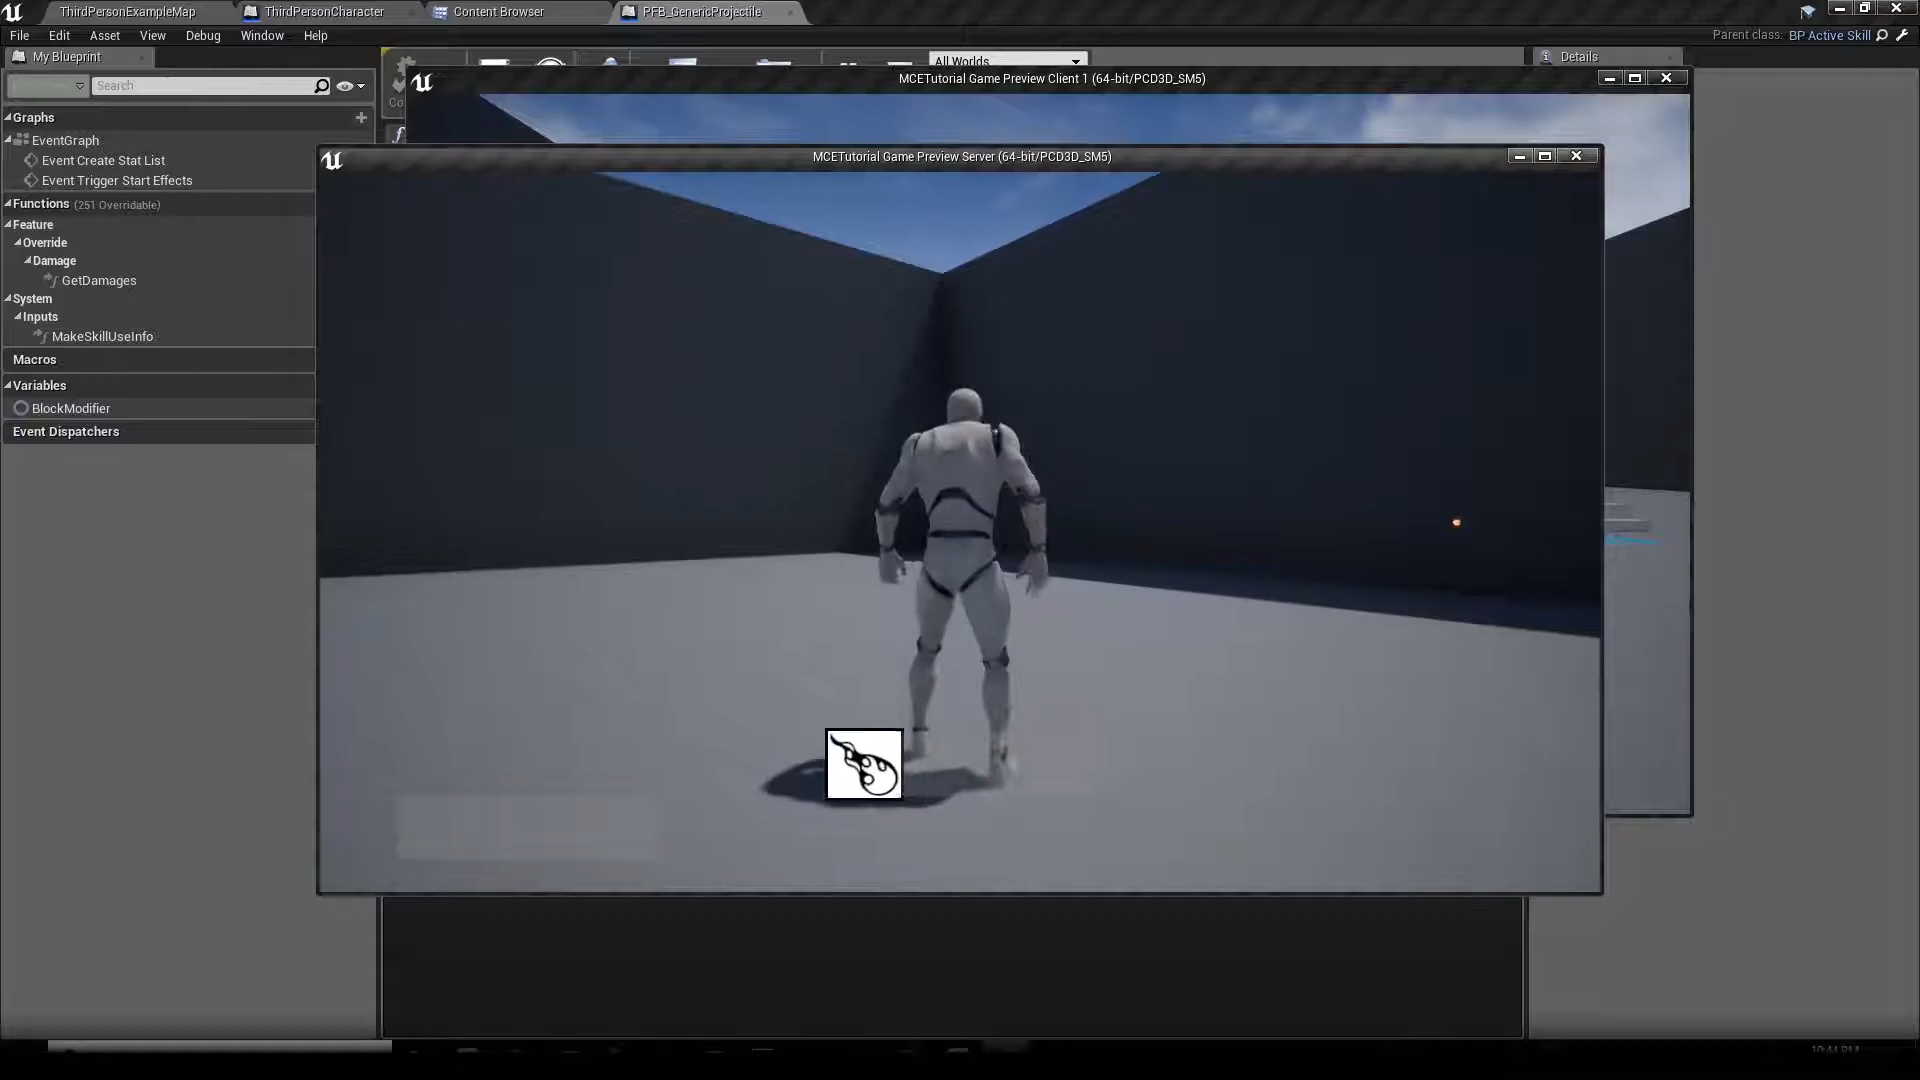 ThirdPersonExampleMap
ThirdPersonCharacter
Content Browser
PFB_GenericProjectile
File Edit Asset View Debug Window Help
Parent class: BP Active Skill
My Blueprint
All Worlds
Details
Search
MCETutorial Game Preview Client 1 (64-bit/PCD3D_SM5)
Graphs
EventGraph
Event Create Stat List
Event Trigger Start Effects
MCETutorial Game Preview Server (64-bit/PCD3D_SM5)
Functions (251 Overridable)
Feature
Override
Damage
GetDamages
System
Inputs
MakeSkillUseInfo
Macros
Variables
BlockModifier
Event Dispatchers
10:44 PM